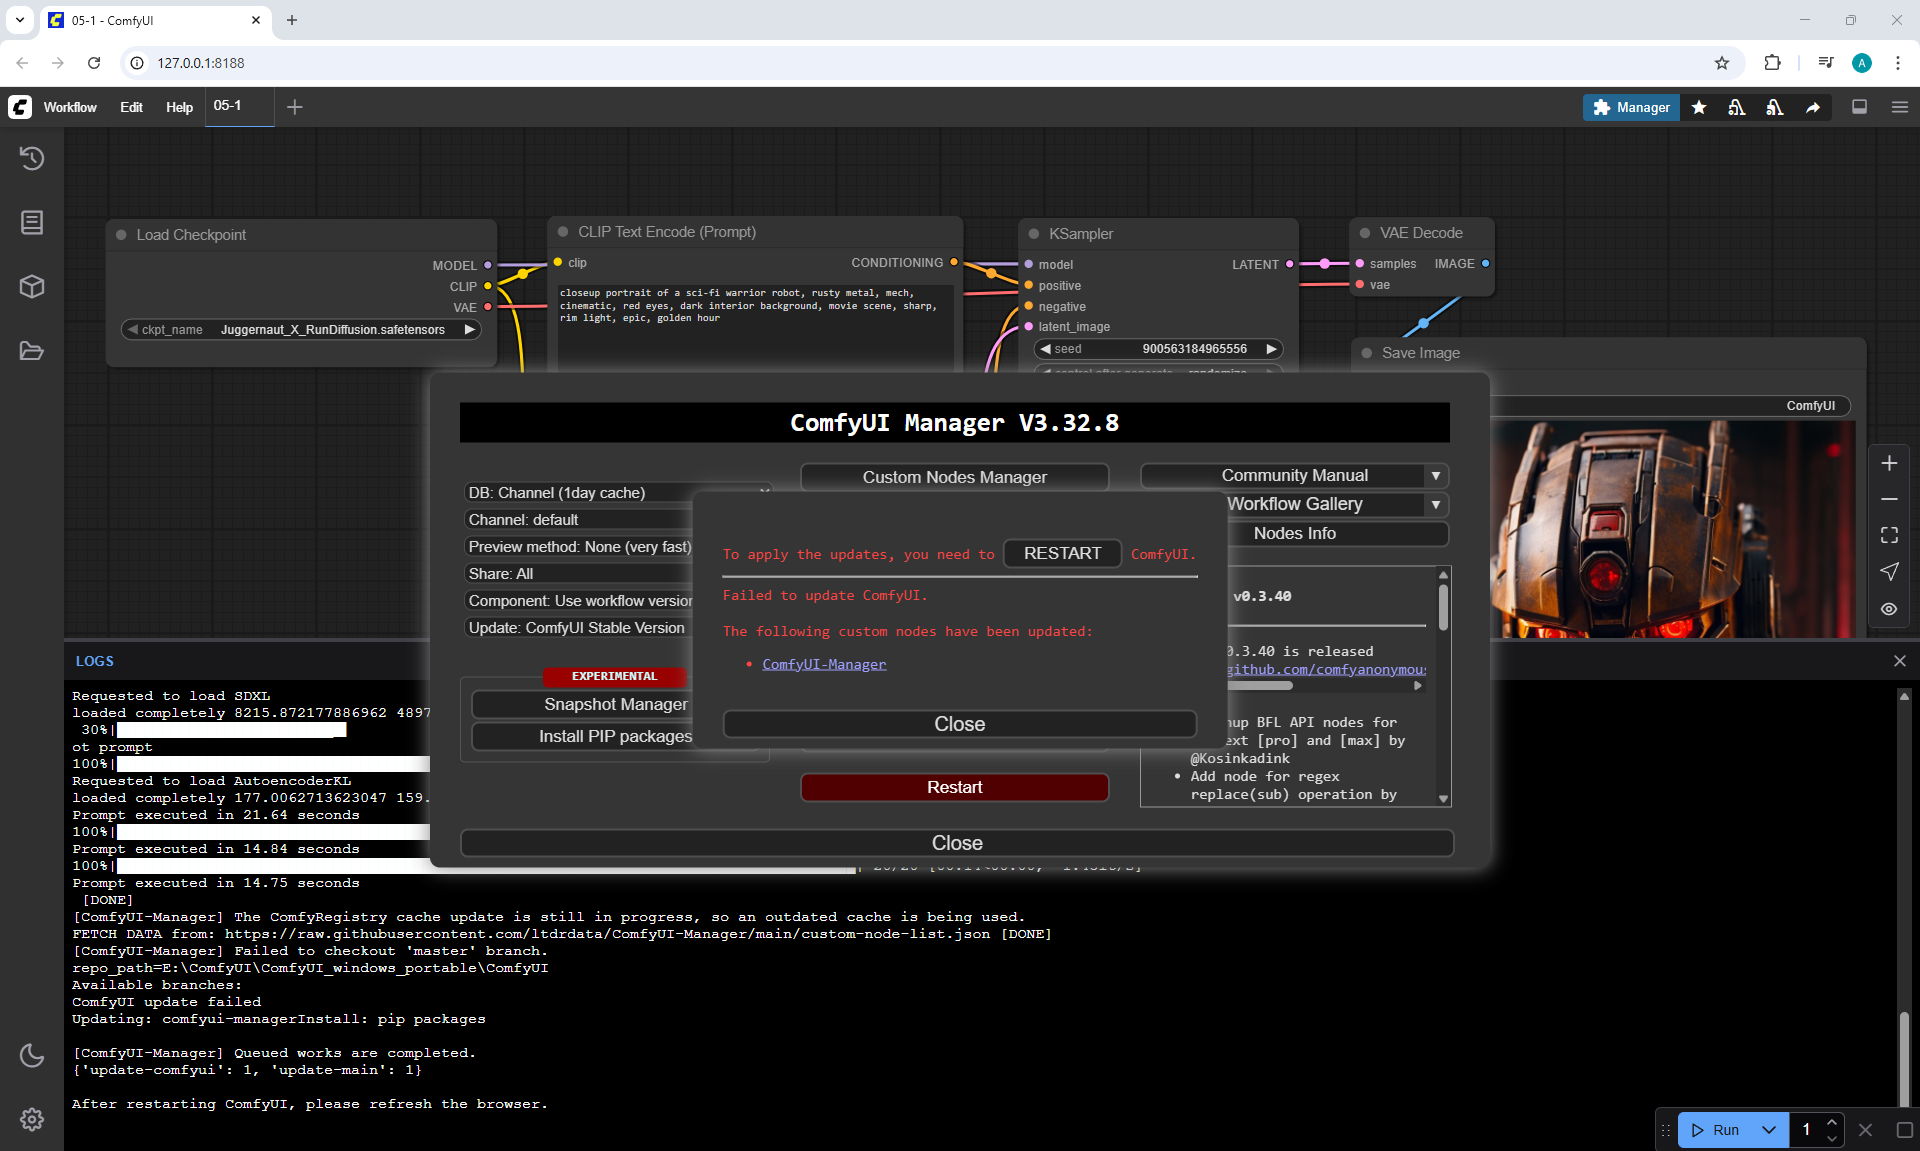 05-1 - ComfyUI
127.0.0.1:8188
A
Workflow Edit Help 05-1
Manager
Load Checkpoint
MODEL
CLIP
VAE
ckpt_name Juggernaut_X_RunDiffusion.safetensors
CLIP Text Encode (Prompt)
clip CONDITIONING
closeup portrait of a sci-fi warrior robot, rusty metal, mech,
cinematic, red eyes, dark interior background, movie scene, sharp,
rim light, epic, golden hour
KSampler
model LATENT
positive
negative
latent_image
seed 900563184965556
control after generate randomize
VAE Decode
samples IMAGE
vae
Save Image
ComfyUI
ComfyUI Manager V3.32.8
DB: Channel (1day cache)
Channel: default
Preview method: None (very fast)
Share: All
Component: Use workflow version
Update: ComfyUI Stable Version
EXPERIMENTAL
Snapshot Manager
Install PIP packages
Custom Nodes Manager
Restart
Community Manual
Workflow Gallery
Nodes Info
v0.3.40
0.3.40 is released
github.com/comfyanonymous
up BFL API nodes for
ext [pro] and [max] by
@Kosinkadink
• Add node for regex
replace(sub) operation by
To apply the updates, you need to RESTART ComfyUI.
Failed to update ComfyUI.
The following custom nodes have been updated:
• ComfyUI-Manager
Close
Close
LOGS
Requested to load SDXL
loaded completely 8215.872177886962 4897
30%|
ot prompt
100%|
Requested to load AutoencoderKL
loaded completely 177.0062713623047 159.
Prompt executed in 21.64 seconds
100%|
Prompt executed in 14.84 seconds
100%|
Prompt executed in 14.75 seconds
[DONE]
[ComfyUI-Manager] The ComfyRegistry cache update is still in progress, so an outdated cache is being used.
FETCH DATA from: https://raw.githubusercontent.com/ltdrdata/ComfyUI-Manager/main/custom-node-list.json [DONE]
[ComfyUI-Manager] Failed to checkout 'master' branch.
repo_path=E:\ComfyUI\ComfyUI_windows_portable\ComfyUI
Available branches:
ComfyUI update failed
Updating: comfyui-managerInstall: pip packages
[ComfyUI-Manager] Queued works are completed.
{'update-comfyui': 1, 'update-main': 1}
After restarting ComfyUI, please refresh the browser.
Run 1